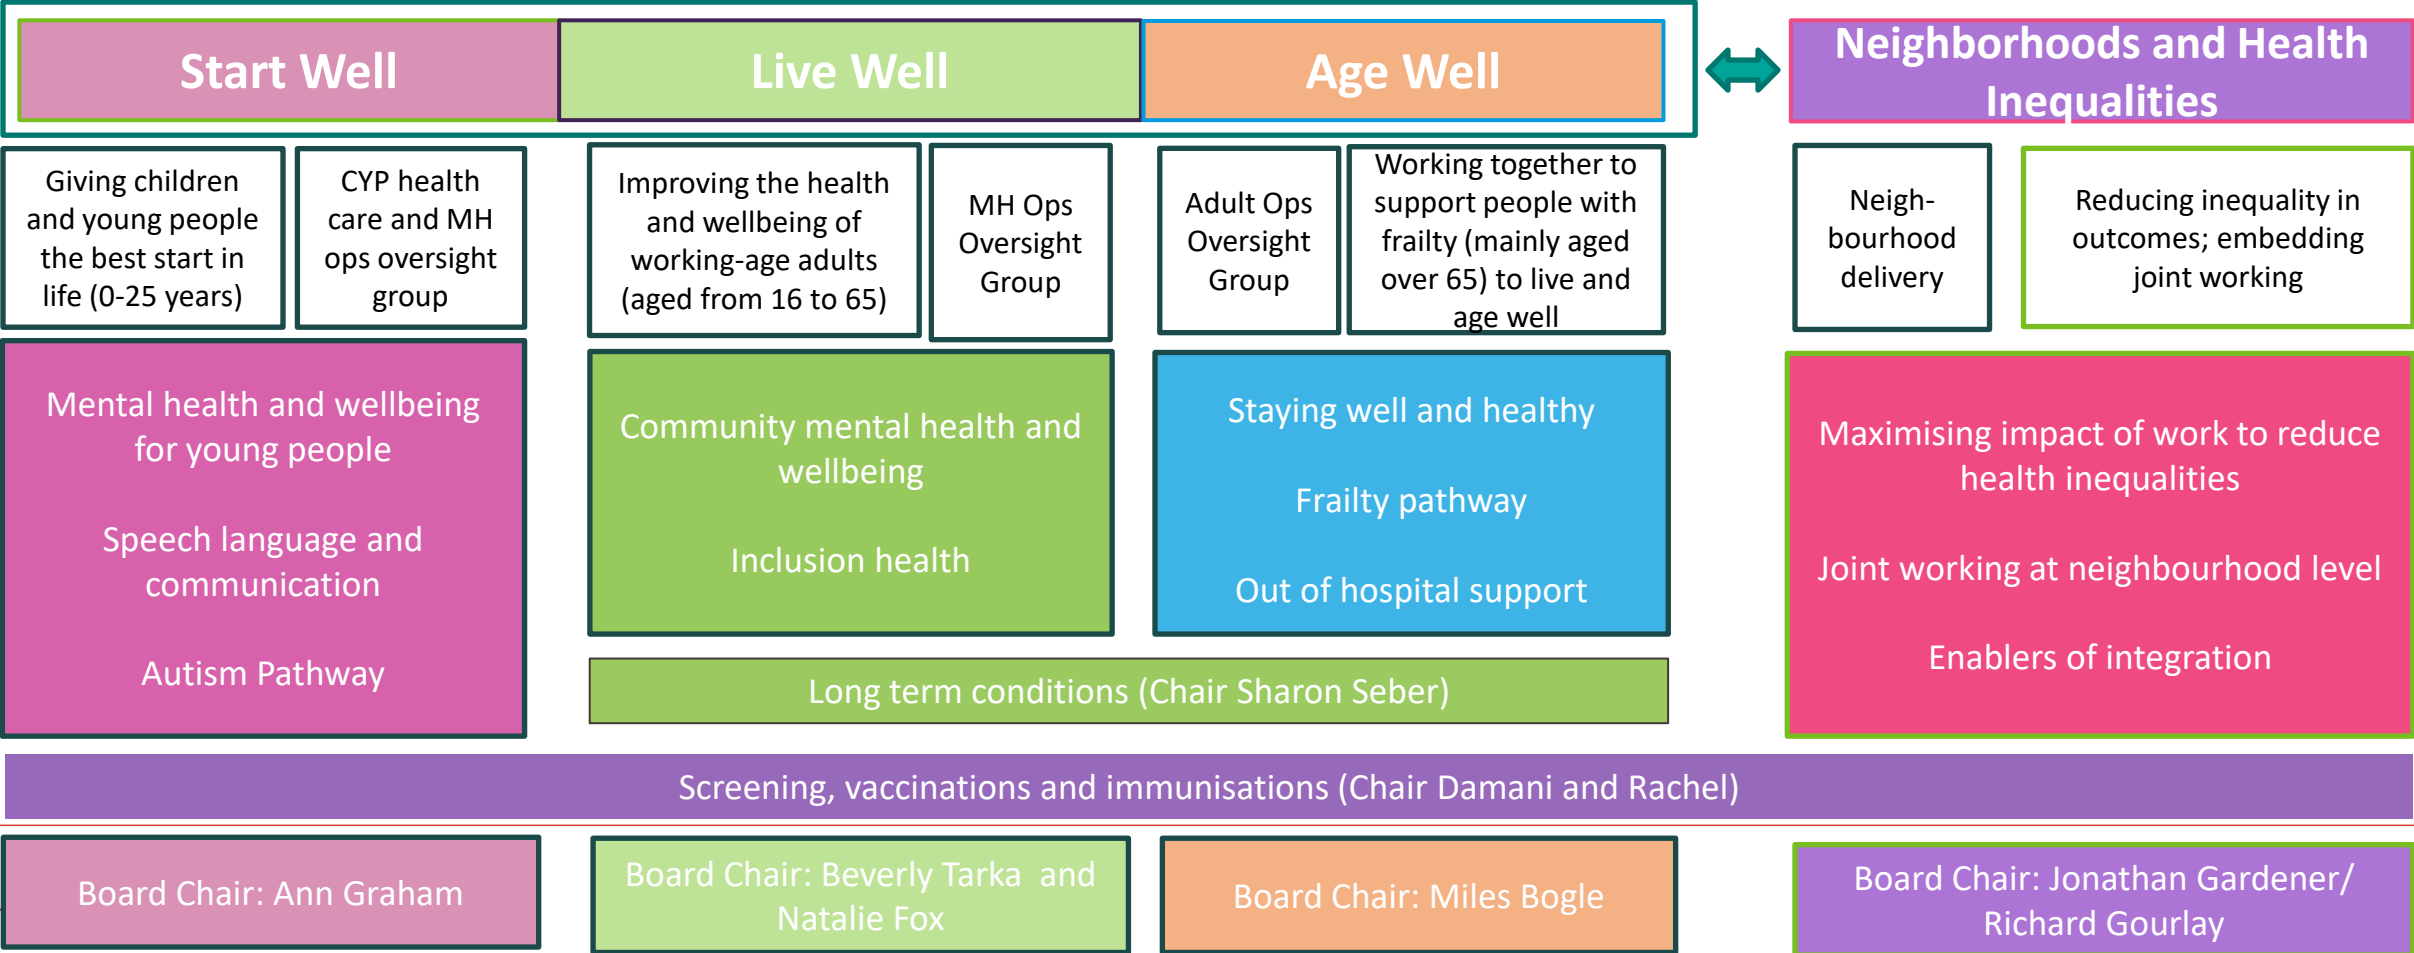 Start Well
Live Well
Age Well
Neighborhoods and Health
Inequalities
Giving children
and young people
the best start in
life (0-25 years)
CYP health
care and MH
ops oversight
group
Improving the health
and wellbeing of
working-age adults
(aged from 16 to 65)
MH Ops
Oversight
Group
Adult Ops
Oversight
Group
Working together to
support people with
frailty (mainly aged
over 65) to live and
age well
Neigh-
bourhood
delivery
Reducing inequality in
outcomes; embedding
joint working
Mental health and wellbeing
for young people
Speech language and
communication
Autism Pathway
Community mental health and
wellbeing
Inclusion health
Staying well and healthy
Frailty pathway
Out of hospital support
Maximising impact of work to reduce
health inequalities
Joint working at neighbourhood level
Enablers of integration
Long term conditions (Chair Sharon Seber)
Screening, vaccinations and immunisations (Chair Damani and Rachel)
Board Chair: Ann Graham
Board Chair: Beverly Tarka  and
Natalie Fox
Board Chair: Miles Bogle
Board Chair: Jonathan Gardener/
Richard Gourlay